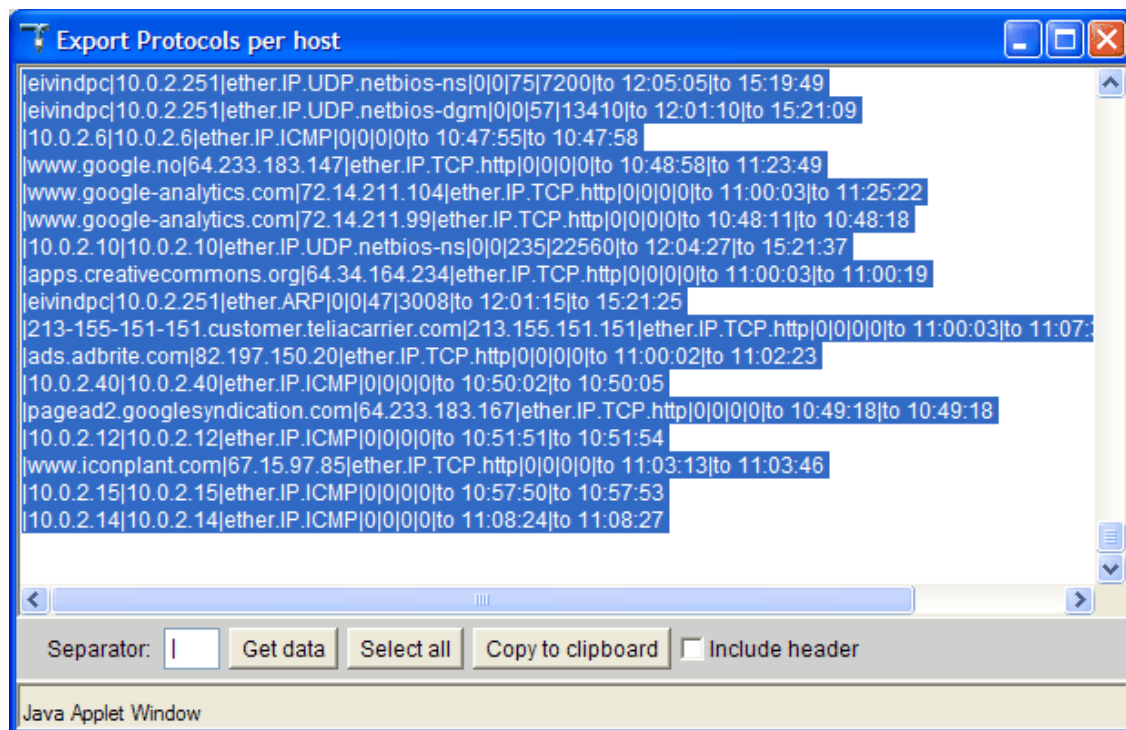 Export Protocols per host
|eivindpc|10.0.2.251|ether.IP.UDP.netbios-ns|0|0|75|7200|to 12:05:05|to 15:19:49
|eivindpc|10.0.2.251|ether.IP.UDP.netbios-dgm|0|0|57|13410|to 12:01:10|to 15:21:09
|10.0.2.6|10.0.2.6|ether.IP.ICMP|0|0|0|0|to 10:47:55|to 10:47:58
|www.google.no|64.233.183.147|ether.IP.TCP.http|0|0|0|0|to 10:48:58|to 11:23:49
|www.google-analytics.com|72.14.211.104|ether.IP.TCP.http|0|0|0|0|to 11:00:03|to 11:25:22
|www.google-analytics.com|72.14.211.99|ether.IP.TCP.http|0|0|0|0|to 10:48:11|to 10:48:18
|10.0.2.10|10.0.2.10|ether.IP.UDP.netbios-ns|0|0|235|22560|to 12:04:27|to 15:21:37
|apps.creativecommons.org|64.34.164.234|ether.IP.TCP.http|0|0|0|0|to 11:00:03|to 11:00:19
|eivindpc|10.0.2.251|ether.ARP|0|0|47|3008|to 12:01:15|to 15:21:25
|213-155-151-151.customer.teliacarrier.com|213.155.151.151|ether.IP.TCP.http|0|0|0|0|to 11:00:03|to 11:07:
|ads.adbrite.com|82.197.150.20|ether.IP.TCP.http|0|0|0|0|to 11:00:02|to 11:02:23
|10.0.2.40|10.0.2.40|ether.IP.ICMP|0|0|0|0|to 10:50:02|to 10:50:05
|pagead2.googlesyndication.com|64.233.183.167|ether.IP.TCP.http|0|0|0|0|to 10:49:18|to 10:49:18
|10.0.2.12|10.0.2.12|ether.IP.ICMP|0|0|0|0|to 10:51:51|to 10:51:54
|www.iconplant.com|67.15.97.85|ether.IP.TCP.http|0|0|0|0|to 11:03:13|to 11:03:46
|10.0.2.15|10.0.2.15|ether.IP.ICMP|0|0|0|0|to 10:57:50|to 10:57:53
|10.0.2.14|10.0.2.14|ether.IP.ICMP|0|0|0|0|to 11:08:24|to 11:08:27
Separator: | Get data Select all Copy to clipboard Include header
Java Applet Window